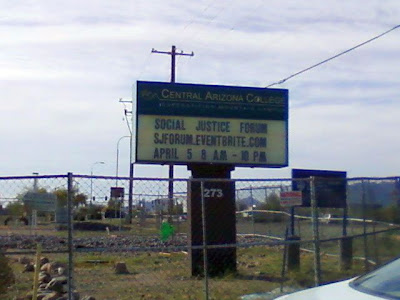 CENTRAL ARIZONA COLLEGE
SOCIAL JUSTICE FORUM
SJFORUM.EVENTBRITE.COM
APRIL 5 8 AM - 10 PM
273